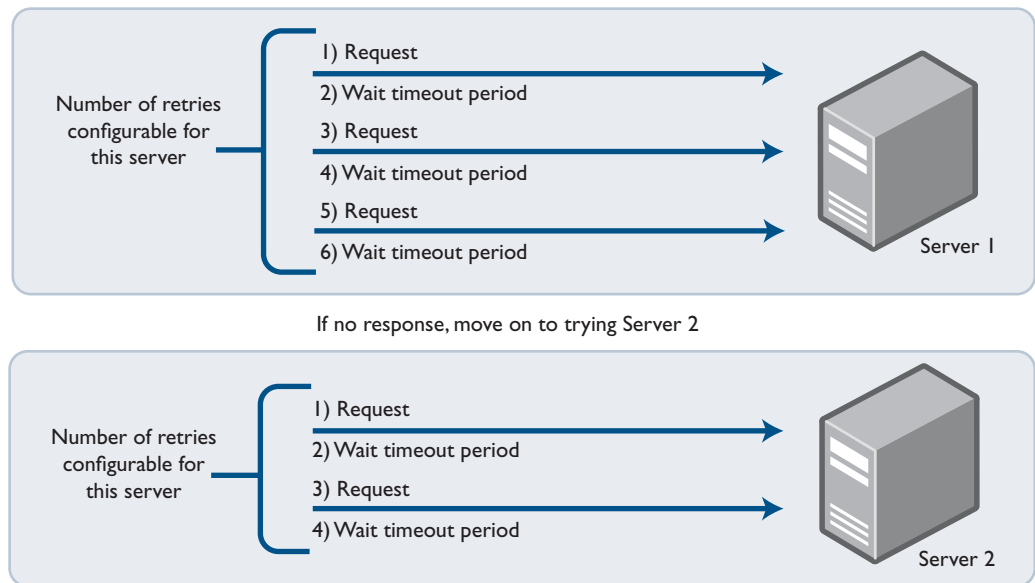 Number of retries
configurable for
this server
1) Request
2) Wait timeout period
3) Request
4) Wait timeout period
5) Request
6) Wait timeout period
Server 1
If no response, move on to trying Server 2
Number of retries
configurable for
this server
1) Request
2) Wait timeout period
3) Request
4) Wait timeout period
Server 2